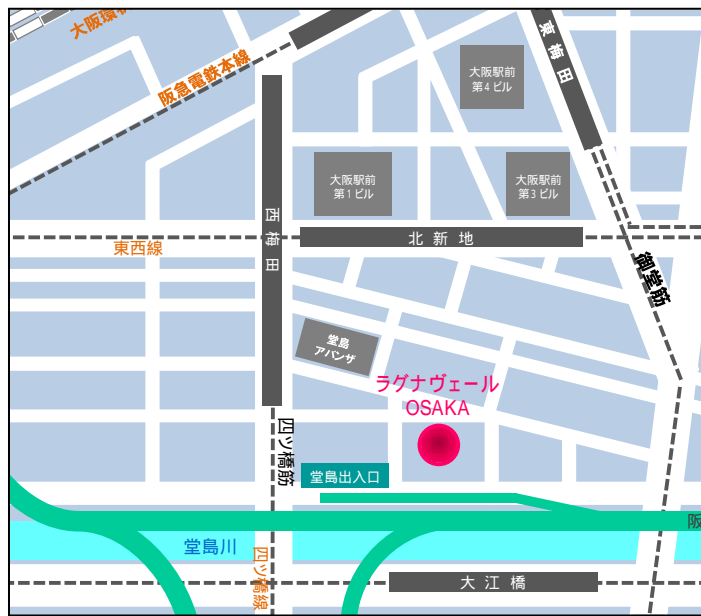 大阪環状
阪急電鉄本線
東梅田
大阪駅前
第4ビル
大阪駅前
第1ビル
大阪駅前
第3ビル
西梅田
北新地
東西線
御堂筋
堂島
アバンザ
ラグナヴェール
OSAKA
四ツ橋筋
堂島出入口
阪
堂島川
四ツ橋線
大江橋